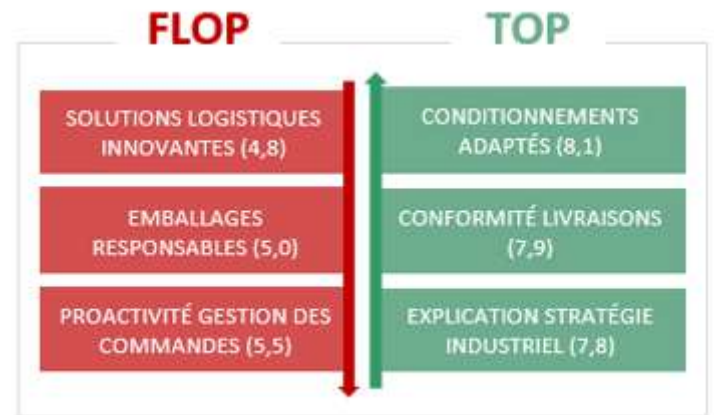 FLOP
SOLUTIONS LOGISTIQUES
INNOVANTES (4,8)
EMBALLAGES
RESPONSABLES (5,0)
PROACTIVITÉ GESTION DES
COMMANDES (5,5)
TOP
CONDITIONNEMENTS
ADAPTÉS (8,1)
CONFORMITÉ LIVRAISONS
(7,9)
EXPLICATION STRATÉGIE
INDUSTRIEL (7,8)